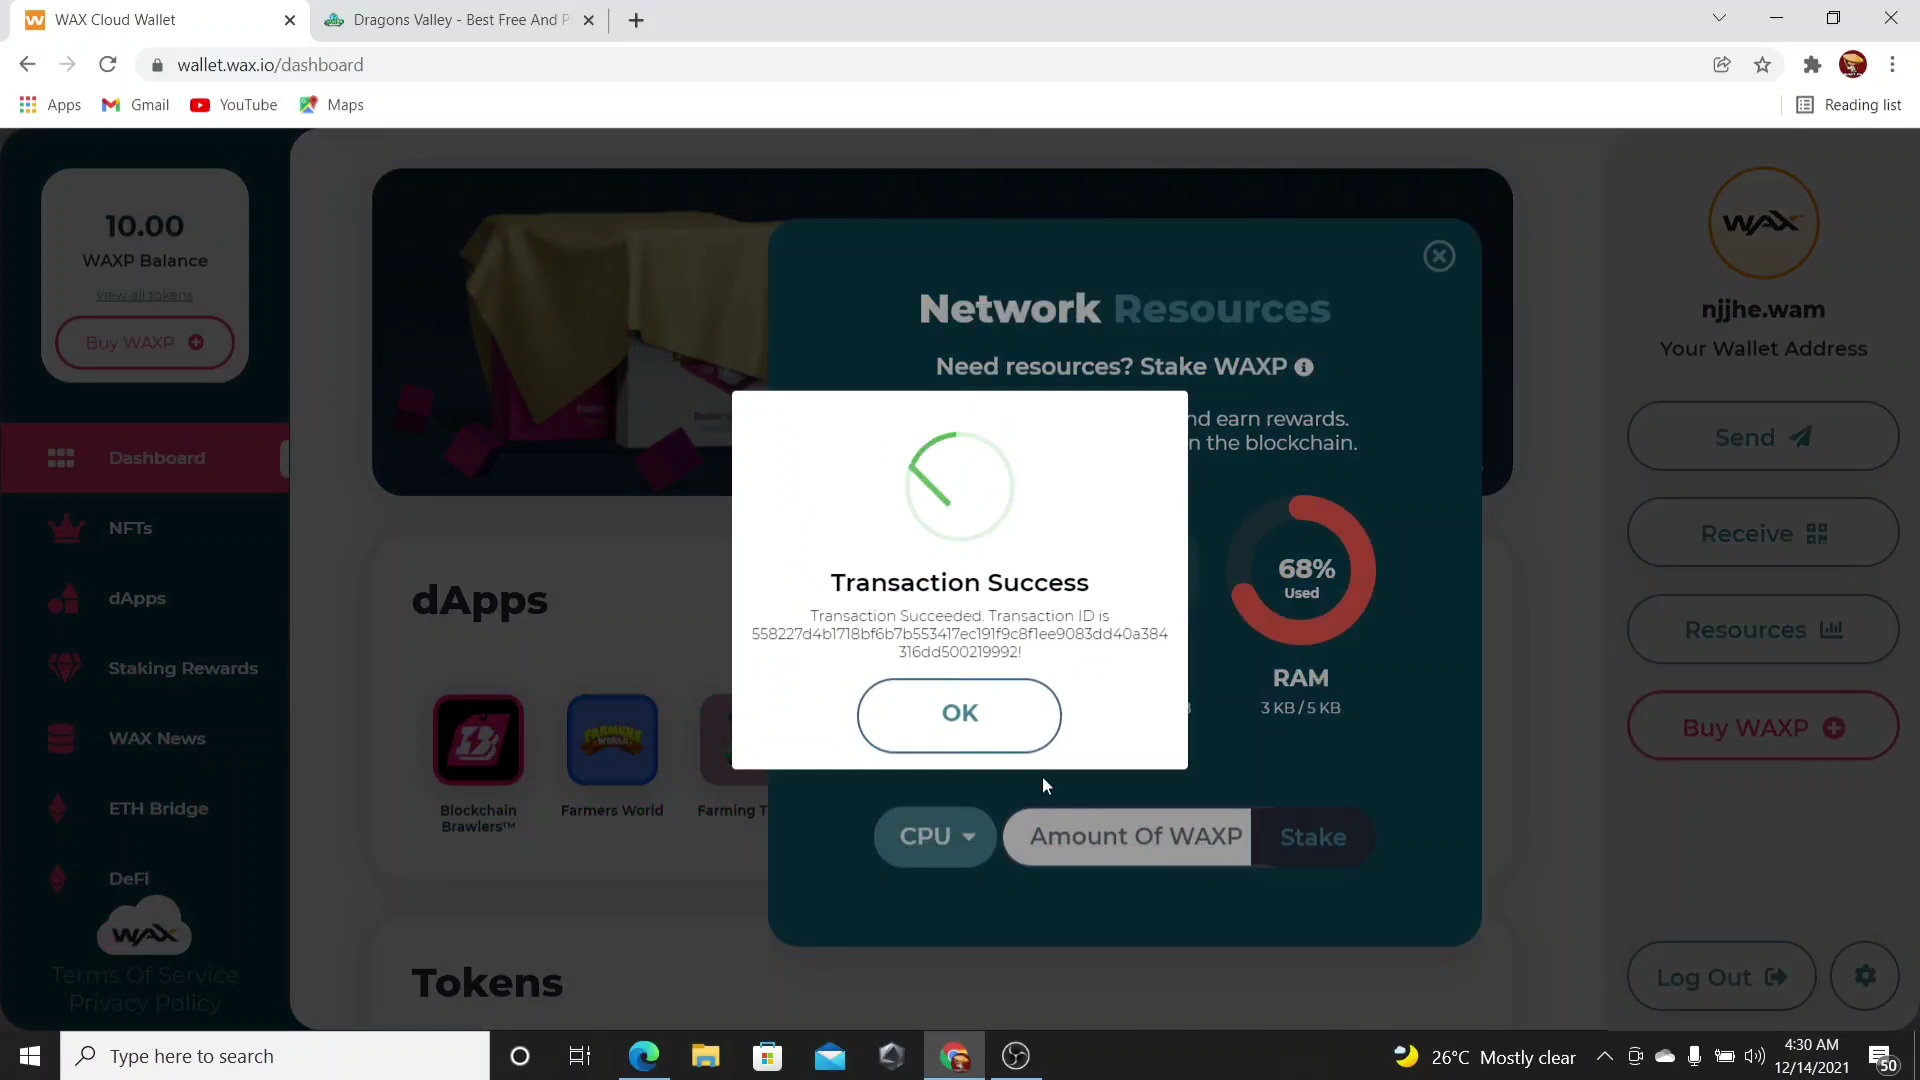 WAX Cloud Wallet
Dragons Valley - Best Free And P
wallet.wax.io/dashboard
Apps
Gmail
YouTube
Maps
Reading list
10.00
WAXP Balance
view all tokens
Buy WAXP
Dashboard
NFTs
dApps
Staking Rewards
WAX News
ETH Bridge
DeFi
WAX
Terms Of Service
Privacy Policy
dApps
Blockchain
Brawlers™
Farmers World
Farming T
Tokens
Network Resources
Need resources? Stake WAXP
nd earn rewards.
n the blockchain.
68%
Used
RAM
3 KB / 5 KB
CPU
Amount Of WAXP
Stake
Transaction Success
Transaction Succeeded. Transaction ID is
558227d4b1718bf6b7b553417ec191f9c8f1ee9083dd40a384
316dd500219992!
OK
WAX
njjhe.wam
Your Wallet Address
Send
Receive
Resources
Buy WAXP
Log Out
Type here to search
26°C Mostly clear
4:30 AM
12/14/2021
50